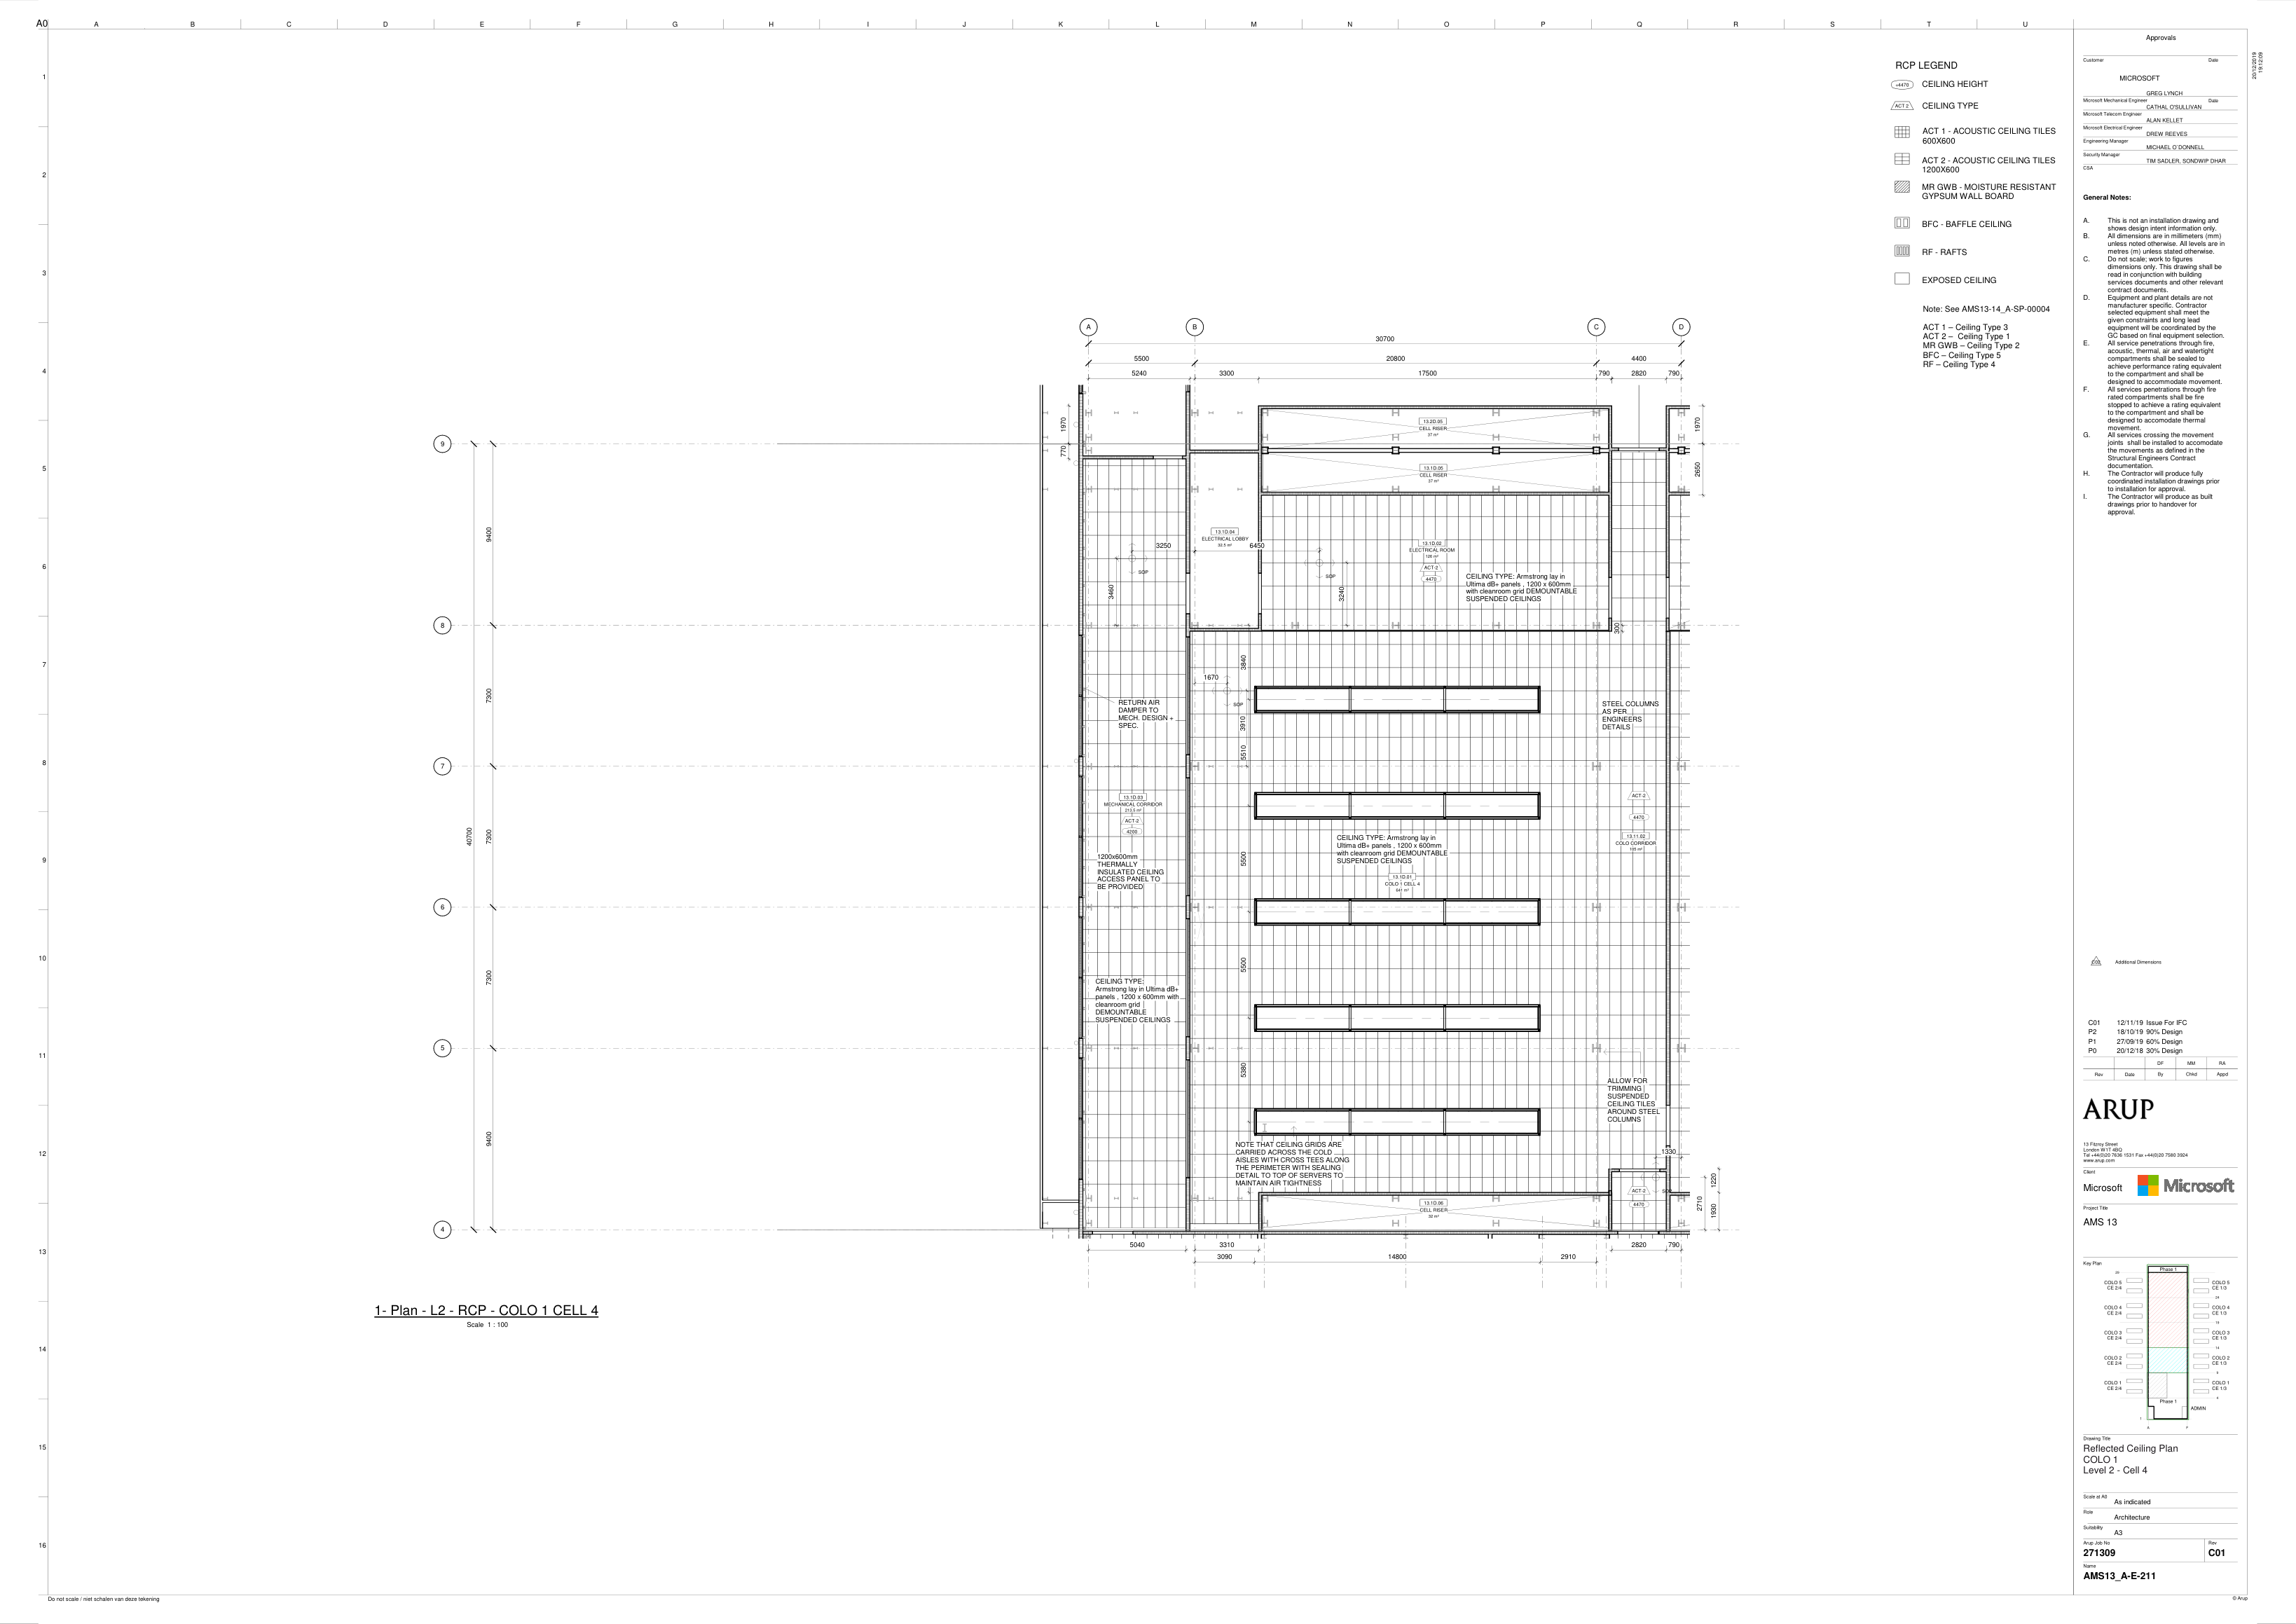 A0
A B C D E F G H I J K L M N O P Q R S T U
1
2
3
4
5
6
7
8
9
10
11
12
13
14
15
16
RCP LEGEND
+4470 CEILING HEIGHT
ACT 2 CEILING TYPE
ACT 1 - ACOUSTIC CEILING TILES
600X600
ACT 2 - ACOUSTIC CEILING TILES
1200X600
MR GWB - MOISTURE RESISTANT
GYPSUM WALL BOARD
BFC - BAFFLE CEILING
RF - RAFTS
EXPOSED CEILING
Note: See AMS13-14_A-SP-00004
ACT 1 – Ceiling Type 3
ACT 2 – Ceiling Type 1
MR GWB – Ceiling Type 2
BFC – Ceiling Type 5
RF – Ceiling Type 4
A B C D
30700
5500 20800 4400
5240 3300 17500 790 2820 790
9
8
7
6
5
4
9400
7300
7300
7300
9400
40700
1970
770
1970
2650
13.2D.05
CELL RISER
37 m²
13.1D.05
CELL RISER
37 m²
13.1D.04
ELECTRICAL LOBBY
32.5 m²
3250
6450
SOP
SOP
3460
3240
13.1D.02
ELECTRICAL ROOM
ACT-2
4470
CEILING TYPE: Armstrong lay in
Ultima dB+ panels , 1200 x 600mm
with cleanroom grid DEMOUNTABLE
SUSPENDED CEILINGS
300
3840
1670
SOP
3910
5510
RETURN AIR
DAMPER TO
MECH. DESIGN +
SPEC.
STEEL COLUMNS
AS PER
ENGINEERS
DETAILS
13.1D.03
MECHANICAL CORRIDOR
213.5 m²
ACT-2
4200
ACT-2
4470
13.11.02
COLO CORRIDOR
CEILING TYPE: Armstrong lay in
Ultima dB+ panels , 1200 x 600mm
with cleanroom grid DEMOUNTABLE
SUSPENDED CEILINGS
5500
1200x600mm
THERMALLY
INSULATED CEILING
ACCESS PANEL TO
BE PROVIDED
13.1D.01
COLO 1 CELL 4
5500
CEILING TYPE:
Armstrong lay in Ultima dB+
panels , 1200 x 600mm with
cleanroom grid
DEMOUNTABLE
SUSPENDED CEILINGS
5380
ALLOW FOR
TRIMMING
SUSPENDED
CEILING TILES
AROUND STEEL
COLUMNS
NOTE THAT CEILING GRIDS ARE
CARRIED ACROSS THE COLD
AISLES WITH CROSS TEES ALONG
THE PERIMETER WITH SEALING
DETAIL TO TOP OF SERVERS TO
MAINTAIN AIR TIGHTNESS
1330
ACT-2
4470
SOP
13.1D.06
CELL RISER
32 m²
1220
2710
1930
5040 3310 2820 790
3090 14800 2910
1- Plan - L2 - RCP - COLO 1 CELL 4
Scale 1 : 100
Do not scale / niet schalen van deze tekening
20/12/2019
19:12:09
Approvals
Customer Date
MICROSOFT
GREG LYNCH
Microsoft Mechanical Engineer Date
CATHAL O'SULLIVAN
Microsoft Telecom Engineer
ALAN KELLET
Microsoft Electrical Engineer
DREW REEVES
Engineering Manager
MICHAEL O'DONNELL
Security Manager
TIM SADLER, SONDWIP DHAR
CSA
General Notes:
A. This is not an installation drawing and
shows design intent information only.
B. All dimensions are in millimeters (mm)
unless noted otherwise. All levels are in
metres (m) unless stated otherwise.
C. Do not scale; work to figures
dimensions only. This drawing shall be
read in conjunction with building
services documents and other relevant
contract documents.
D. Equipment and plant details are not
manufacturer specific. Contractor
selected equipment shall meet the
given constraints and long lead
equipment will be coordinated by the
GC based on final equipment selection.
E. All service penetrations through fire,
acoustic, thermal, air and watertight
compartments shall be sealed to
achieve performance rating equivalent
to the compartment and shall be
designed to accommodate movement.
F. All services penetrations through fire
rated compartments shall be fire
stopped to achieve a rating equivalent
to the compartment and shall be
designed to accomodate thermal
movement.
G. All services crossing the movement
joints shall be installed to accomodate
the movements as defined in the
Structural Engineers Contract
documentation.
H. The Contractor will produce fully
coordinated installation drawings prior
to installation for approval.
I. The Contractor will produce as built
drawings prior to handover for
approval.
C01 Additional Dimensions
C01 12/11/19 Issue For IFC
P2 18/10/19 90% Design
P1 27/09/19 60% Design
P0 20/12/18 30% Design
DF MM RA
Rev Date By Chkd Appd
ARUP
13 Fitzroy Street
London W1T 4BQ
Tel +44(0)20 7636 1531 Fax +44(0)20 7580 3924
www.arup.com
Client
Microsoft Microsoft
Project Title
AMS 13
Key Plan
Phase 1
COLO 5
CE 2/4
COLO 5
CE 1/3
COLO 4
CE 2/4
COLO 4
CE 1/3
COLO 3
CE 2/4
COLO 3
CE 1/3
COLO 2
CE 2/4
COLO 2
CE 1/3
COLO 1
CE 2/4
COLO 1
CE 1/3
Phase 1
ADMIN
Drawing Title
Reflected Ceiling Plan
COLO 1
Level 2 - Cell 4
Scale at A0
As indicated
Role
Architecture
Suitability
A3
Arup Job No Rev
271309 C01
Name
AMS13_A-E-211
© Arup